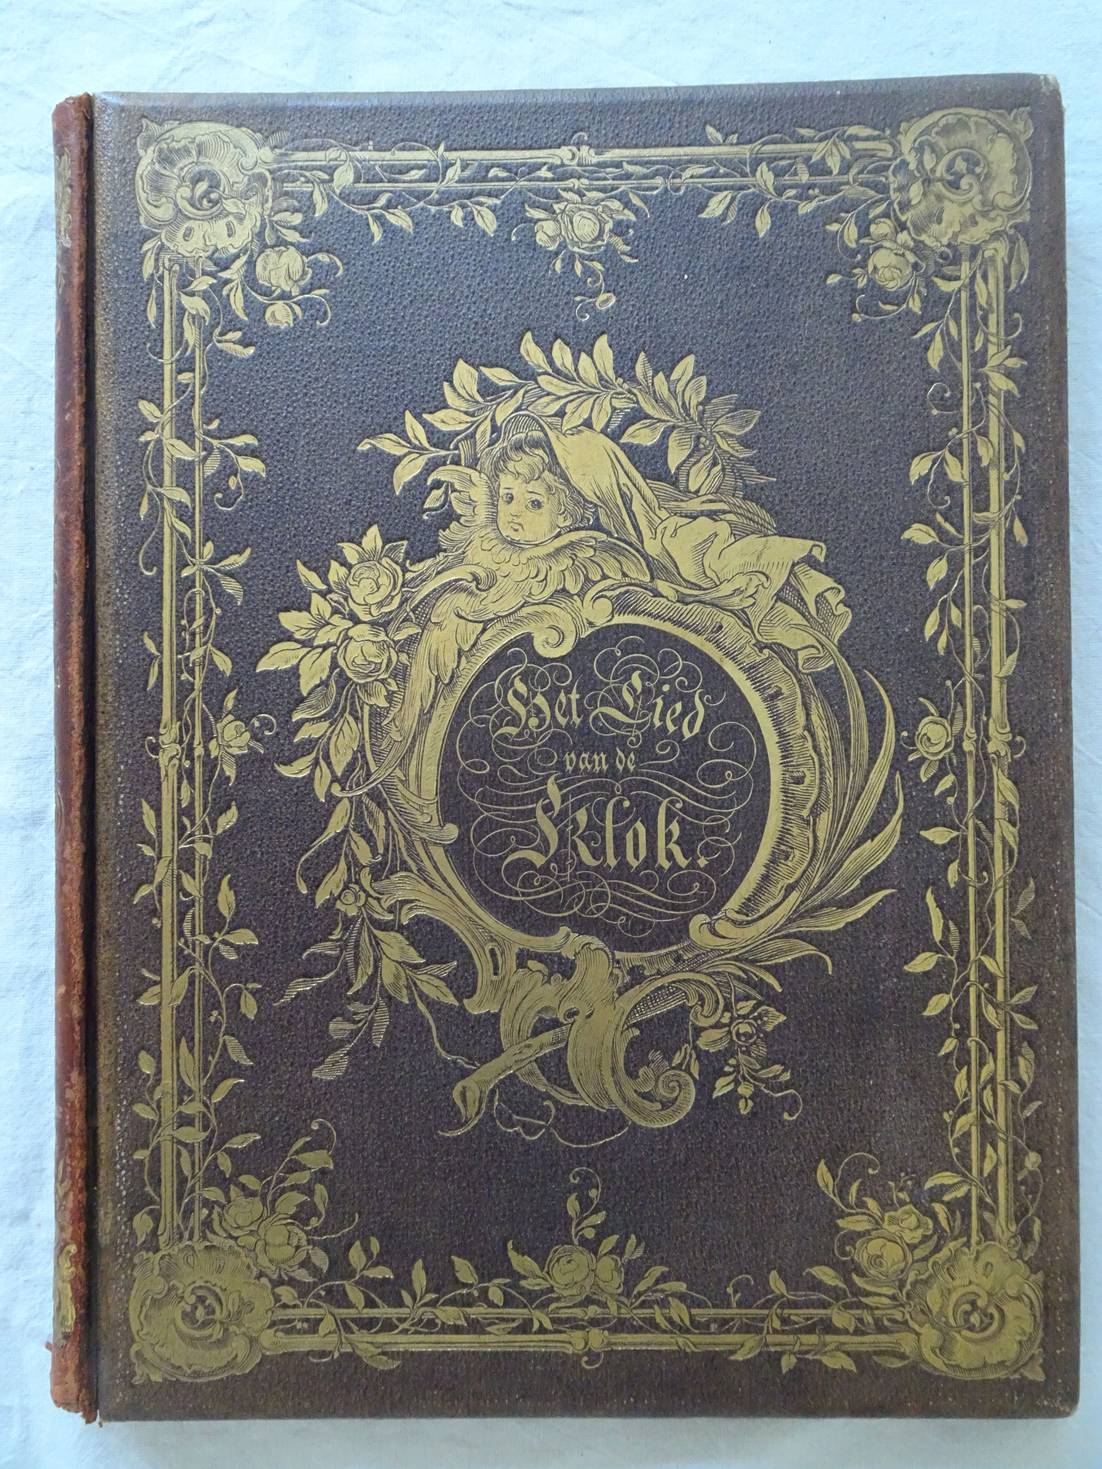 Het Lied
van de
Klok.